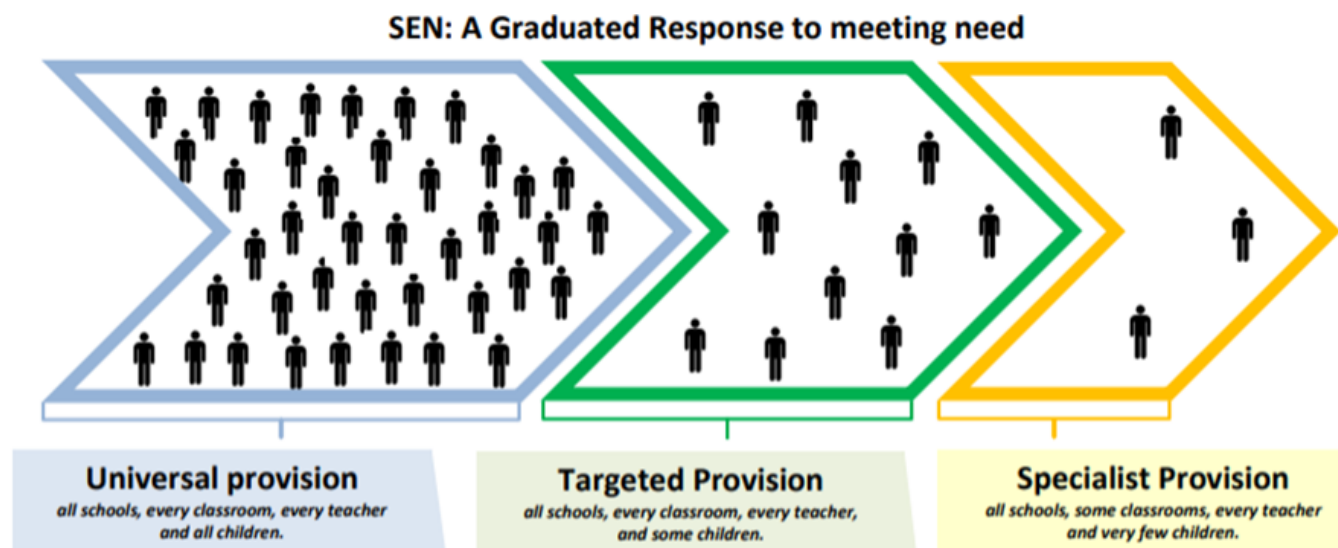 SEN: A Graduated Response to meeting need
Universal provision
all schools, every classroom, every teacher
and all children.
Targeted Provision
all schools, every classroom, every teacher,
and some children.
Specialist Provision
all schools, some classrooms, every teacher
and very few children.